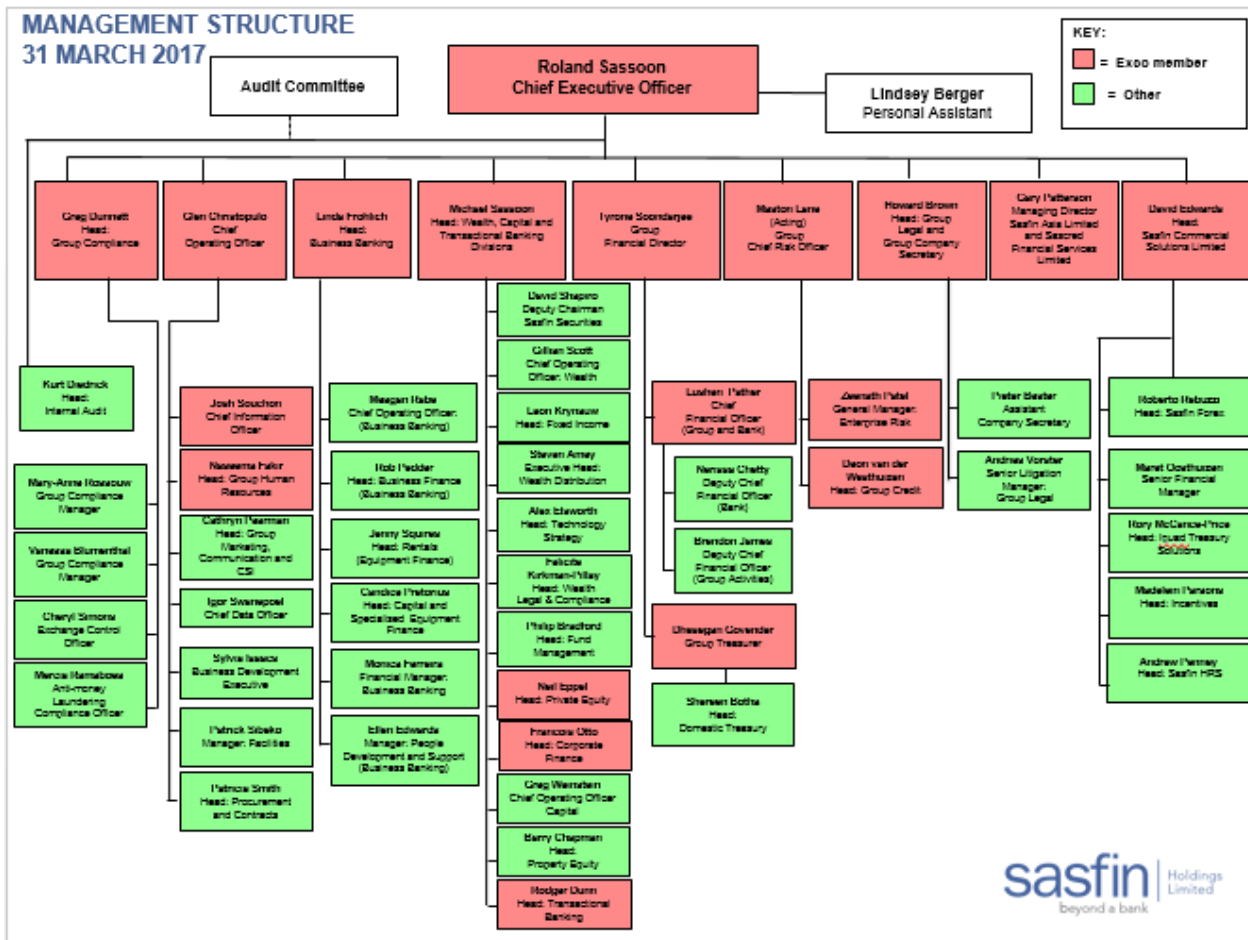 MANAGEMENT STRUCTURE
31 MARCH 2017
Audit Committee
Roland Sassoon
Chief Executive Officer
Lindsey Berger
Personal Assistant
KEY:
= Exco member
= Other
Greg Dunnett
Head:
Group Compliance
Glen Christopulo
Chief
Operating Officer
Linda Fröhlich
Head:
Business Banking
Michael Sassoon
Head: Wealth, Capital and
Transactional Banking
Divisions
Tyrone Soondarjee
Group
Financial Director
Maston Lane
(Acting)
Group
Chief Risk Officer
Howard Brown
Head: Group
Legal and
Group Company
Secretary
Managing Director
Sasfin Asia Limited
and Sascred
Financial Services
Limited
David Edwards
Head:
Sasfin Commercial
Solutions Limited
Kurt Diedrick
Head:
Internal Audit
Mary-Anne Rossouw
Group Compliance
Manager
Vanessa Blumenthal
Group Compliance
Manager
Cheryl Simons
Exchange Control
Officer
Marcia Ramabowa
Anti-money
Laundering
Compliance Officer
Josh Souchon
Chief Information
Officer
Naseema Fakir
Head: Group Human
Resources
Cathryn Pearman
Head: Group
Marketing,
Communication and
CSI
Igor Swanepoel
Chief Data Officer
Sylvia Isaacs
Business Development
Executive
Patrick Sibeko
Manager: Facilities
Patricia Smith
Head: Procurement
and Contracts
Meagan Rabe
Chief Operating Officer:
(Business Banking)
Rob Pedder
Head: Business Finance
(Business Banking)
Jenny Squires
Head: Rentals
(Equipment Finance)
Candice Pretorius
Head: Capital and
Specialised Equipment
Finance
Monica Ferreira
Financial Manager:
Business Banking
Ellen Edwards
Manager: People
Development and Support
(Business Banking)
David Shapiro
Deputy Chairman
Sasfin Securities
Gillian Scott
Chief Operating
Officer: Wealth
Leon Krynauw
Head: Fixed Income
Steven Amey
Executive Head:
Wealth Distribution
Alex Elsworth
Head: Technology
Strategy
Felicite
Kirkman-Pillay
Head: Wealth
Legal & Compliance
Philip Bradford
Head: Fund
Management
Neil Eppel
Head: Private Equity
Francois Otto
Head: Corporate
Finance
Greg Weinstein
Chief Operating Officer
Capital
Barry Chapman
Head:
Property Equity
Rodger Dunn
Head: Transactional
Banking
Lushen Pather
Chief
Financial Officer
(Group and Bank)
Nerissa Chetty
Deputy Chief
Financial Officer
(Bank)
Brendon James
Deputy Chief
Financial Officer
(Group Activities)
Dhesegan Govender
Group Treasurer
Shereen Botha
Head:
Domestic Treasury
Zeenath Patel
General Manager:
Enterprise Risk
Deon van der
Westhuizen
Head: Group Credit
Pieter Bester
Assistant
Company Secretary
Andrea Vorster
Senior Litigation
Manager:
Group Legal
Roberto Rebuzzi
Head: Sasfin Forex
Maret Oosthuizen
Senior Financial
Manager
Rory McCance-Price
Head: Iquad Treasury
Solutions
Madelein Parsons
Head: Incentives
Andrew Penney
Head: Sasfin HRS
sasfin
Holdings
Limited
beyond a bank